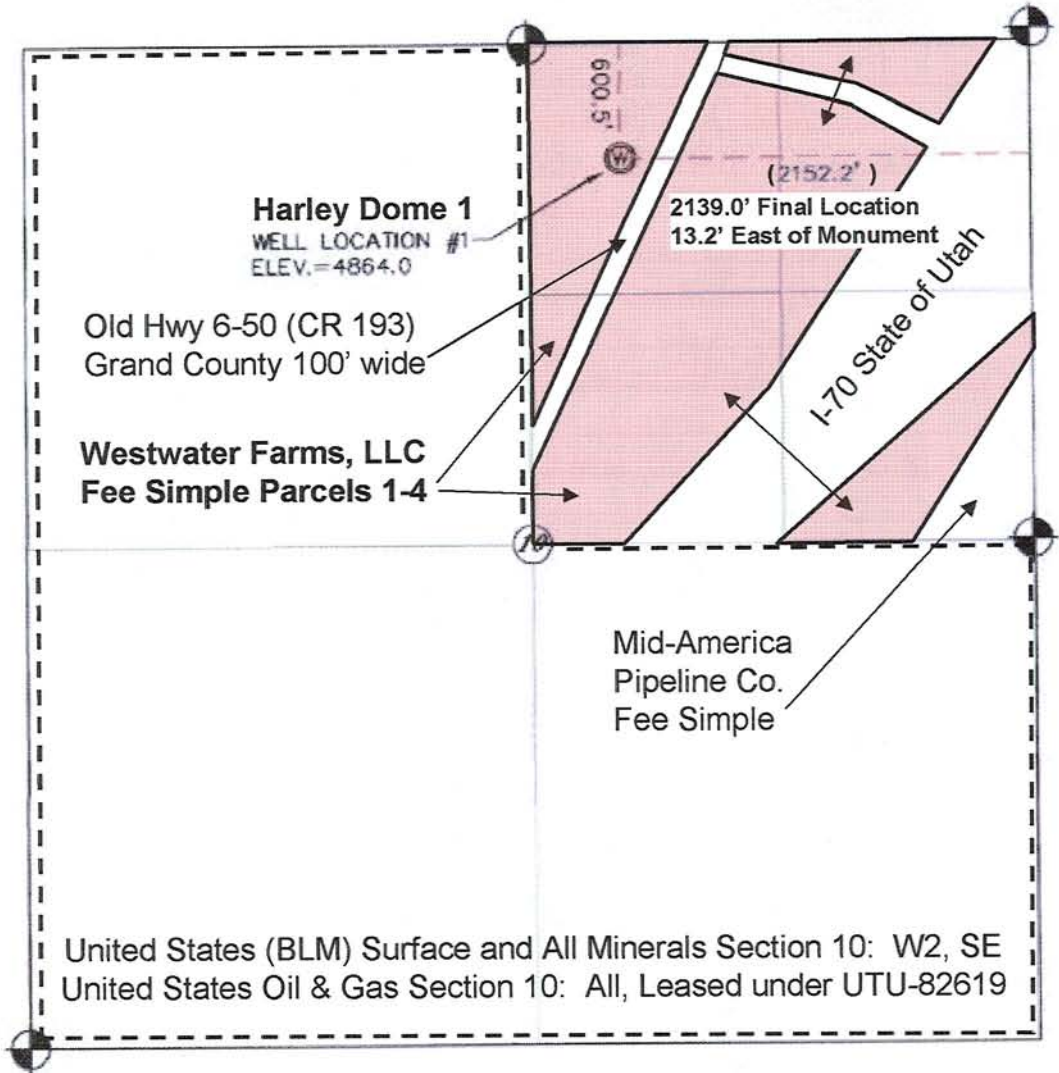 600.5'
(2152.2')
2139.0' Final Location
13.2' East of Monument
Harley Dome 1
WELL LOCATION #1
ELEV.=4864.0
W
Old Hwy 6-50 (CR 193)
Grand County 100' wide
I-70 State of Utah
Westwater Farms, LLC
Fee Simple Parcels 1-4
10
Mid-America
Pipeline Co.
Fee Simple
United States (BLM) Surface and All Minerals Section 10: W2, SE
United States Oil & Gas Section 10: All, Leased under UTU-82619